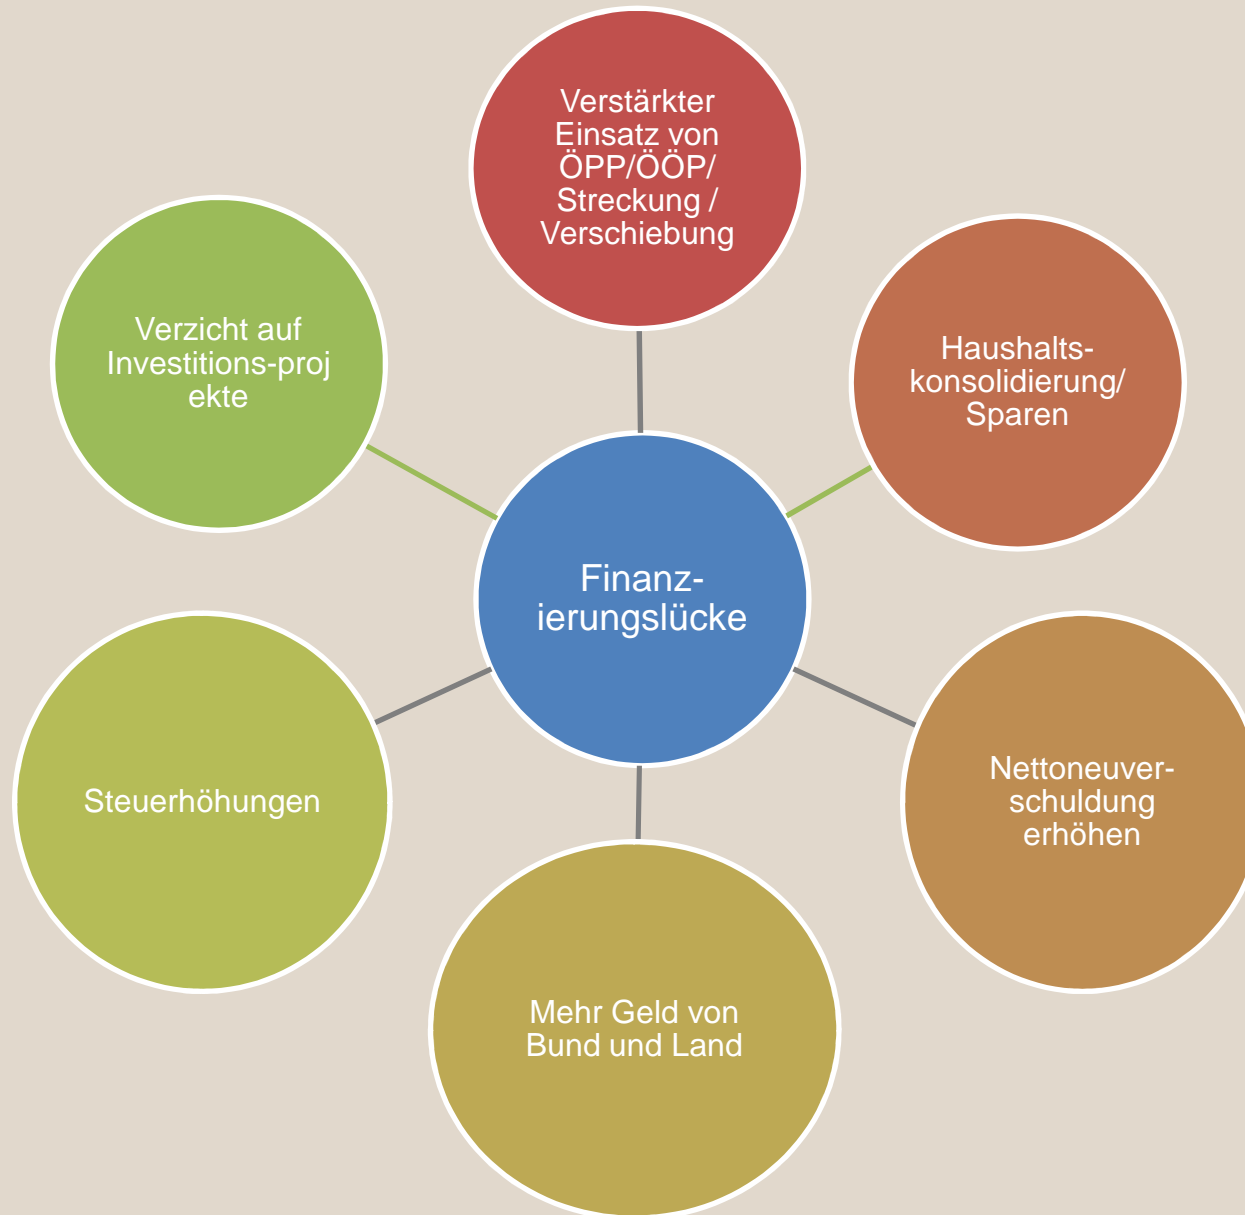 Verstärkter
Einsatz von
ÖPP/ÖÖP/
Streckung /
Verschiebung
Verzicht auf
Investitions-proj
ekte
Haushalts-
konsolidierung/
Sparen
Finanz-
ierungslücke
Steuerhöhungen
Nettoneuver-
schuldung
erhöhen
Mehr Geld von
Bund und Land